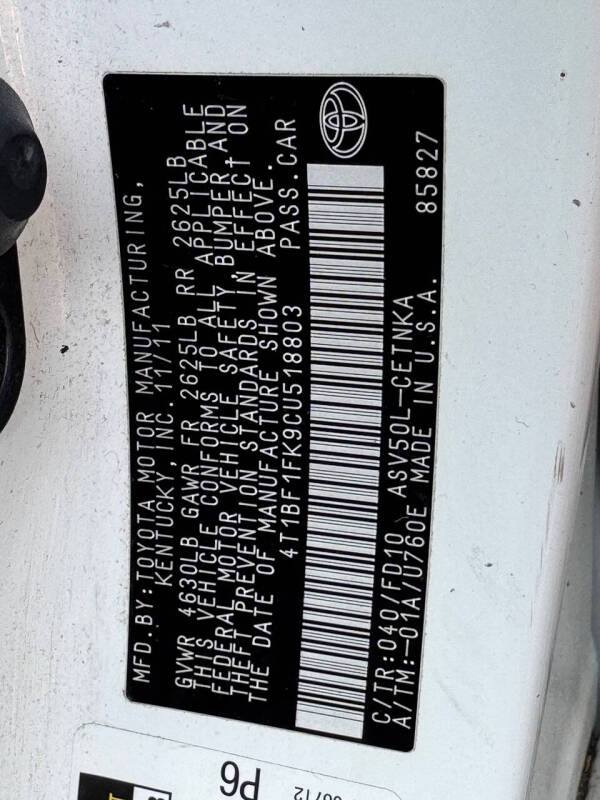 MFD.BY:TOYOTA MOTOR MANUFACTURING,
KENTUCKY, INC. 11/11
GVWR 4630LB GAWR FR 2625LB RR 2625LB
THIS VEHICLE CONFORMS TO ALL APPLICABLE
FEDERAL MOTOR VEHICLE SAFETY, BUMPER, AND
THEFT PREVENTION STANDARDS IN EFFECT ON
THE DATE OF MANUFACTURE SHOWN ABOVE.
4T1BF1FK9CU518803 PASS.CAR
C/TR:040/FD10 ASV50L-CETNKA
A/TM:-01A/U760E MADE IN U.S.A. 85827
P6